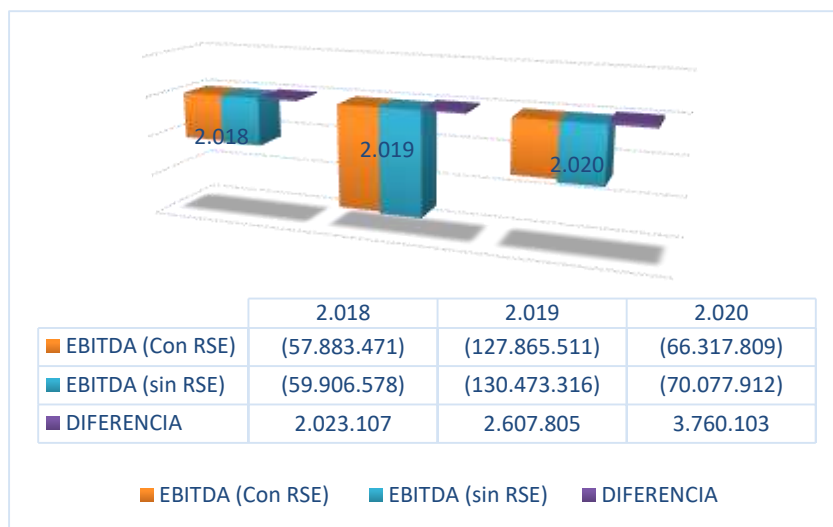 2.018
2.019
2.020
2.018 2.019 2.020
EBITDA (Con RSE) (57.883.471) (127.865.511) (66.317.809)
EBITDA (sin RSE) (59.906.578) (130.473.316) (70.077.912)
DIFERENCIA 2.023.107 2.607.805 3.760.103
EBITDA (Con RSE) EBITDA (sin RSE) DIFERENCIA